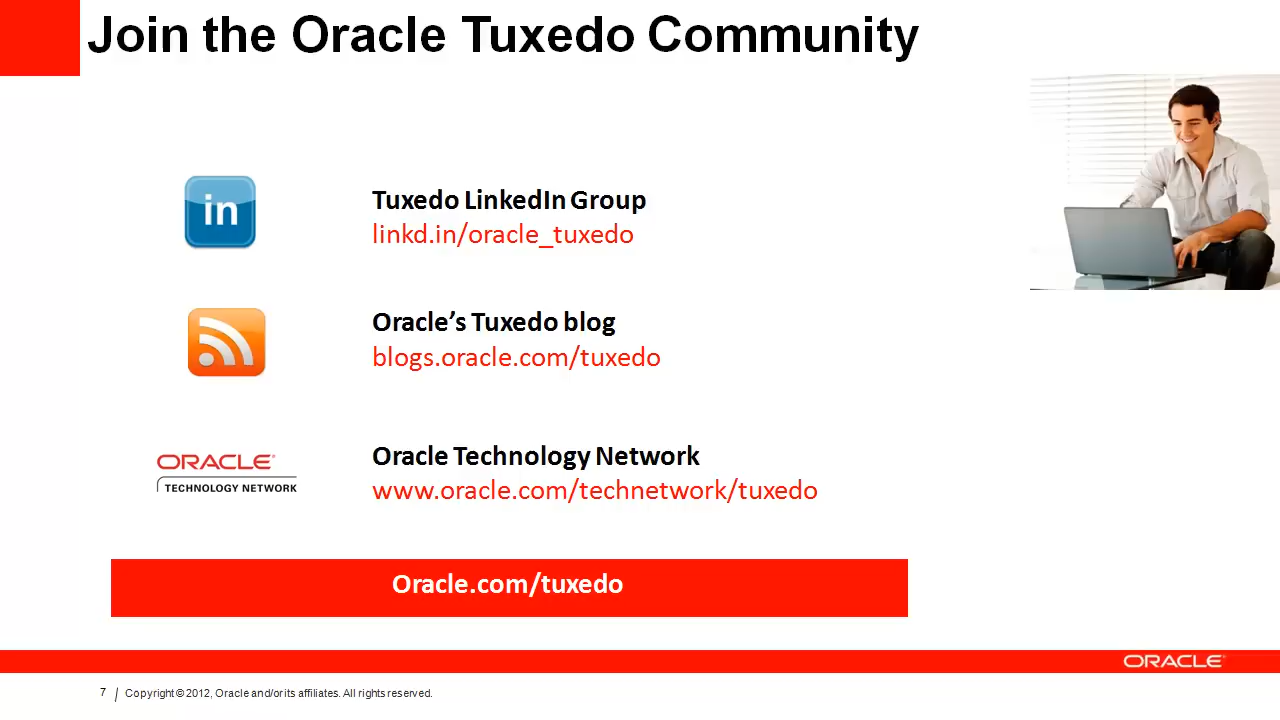 Join the Oracle Tuxedo Community
in
Tuxedo LinkedIn Group
linkd.in/oracle_tuxedo
Oracle's Tuxedo blog
blogs.oracle.com/tuxedo
ORACLE®
TECHNOLOGY NETWORK
Oracle Technology Network
www.oracle.com/technetwork/tuxedo
Oracle.com/tuxedo
ORACLE®
7 | Copyright © 2012, Oracle and/or its affiliates. All rights reserved.